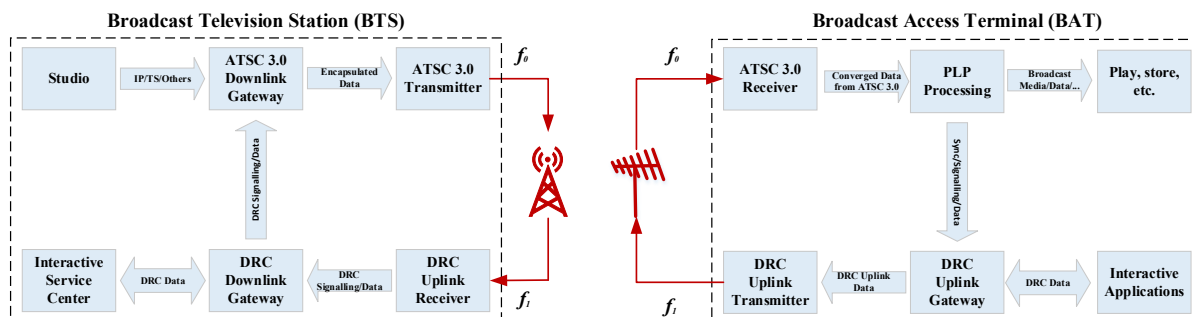 Broadcast Television Station (BTS)
Studio
IP/TS/Others
ATSC 3.0
Downlink
Gateway
Encapsulated
Data
ATSC 3.0
Transmitter
f0
DRC Signalling/Data
Interactive
Service
Center
DRC Data
DRC
Downlink
Gateway
DRC
Signalling/Data
DRC
Uplink
Receiver
f1
Broadcast Access Terminal (BAT)
f0
ATSC 3.0
Receiver
Converged Data
from ATSC 3.0
PLP
Processing
Broadcast
Media/Data/...
Play, store,
etc.
Sync/Signalling/
Data
f1
DRC
Uplink
Transmitter
DRC Uplink
Data
DRC
Uplink
Gateway
DRC Data
Interactive
Applications